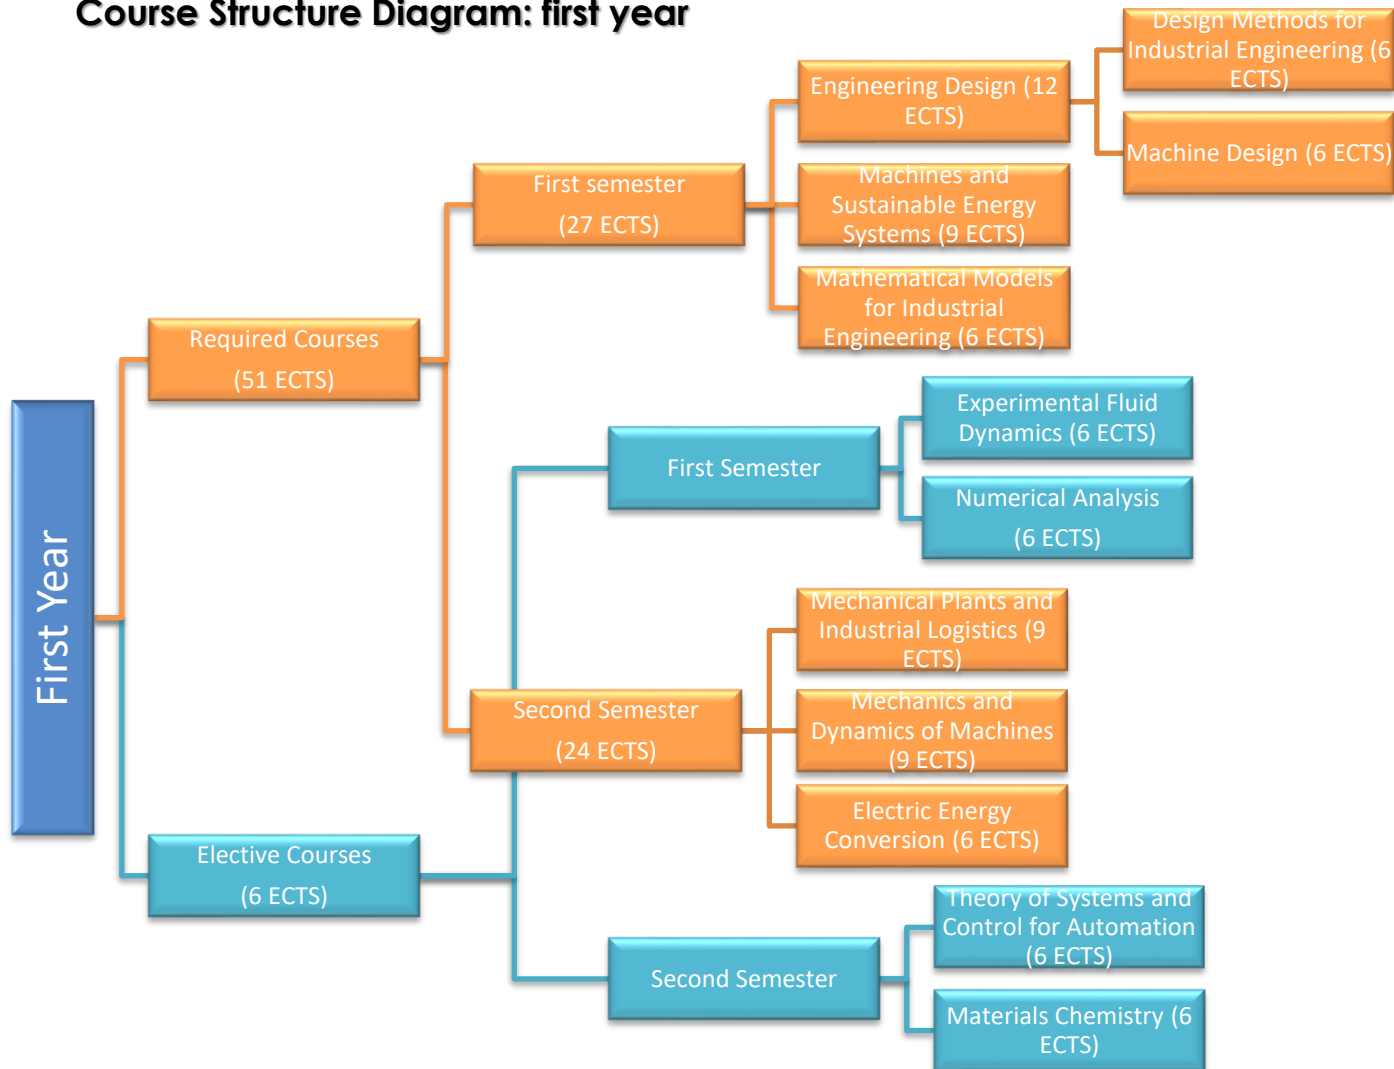 Course Structure Diagram: first year
Design Methods for
Industrial Engineering (6
ECTS)
Engineering Design (12
ECTS)
Machine Design (6 ECTS)
First semester
(27 ECTS)
Machines and
Sustainable Energy
Systems (9 ECTS)
Mathematical Models
for Industrial
Engineering (6 ECTS)
Required Courses
(51 ECTS)
Experimental Fluid
Dynamics (6 ECTS)
First Semester
Numerical Analysis
(6 ECTS)
First Year
Mechanical Plants and
Industrial Logistics (9
ECTS)
Second Semester
(24 ECTS)
Mechanics and
Dynamics of Machines
(9 ECTS)
Electric Energy
Conversion (6 ECTS)
Elective Courses
(6 ECTS)
Theory of Systems and
Control for Automation
(6 ECTS)
Second Semester
Materials Chemistry (6
ECTS)